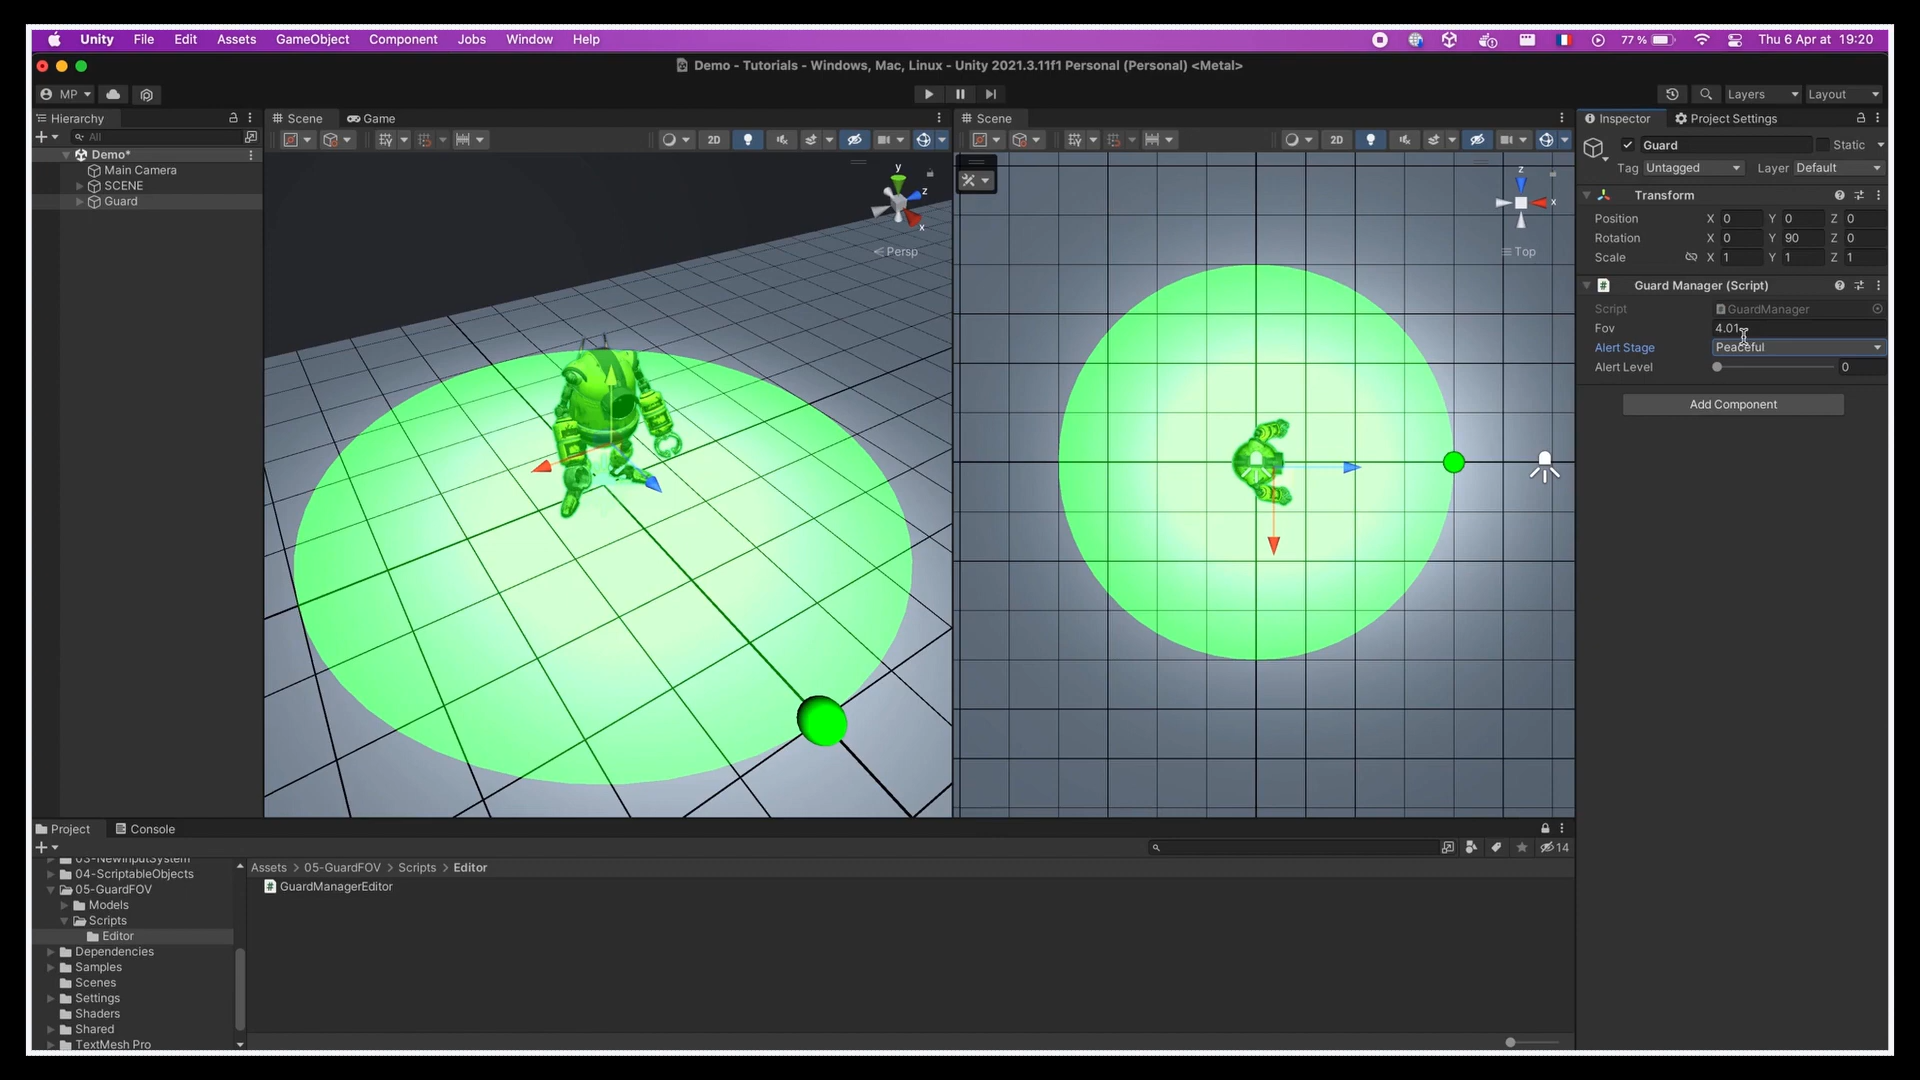 Unity File Edit Assets GameObject Component Jobs Window Help 77 % Thu 6 Apr at 19:20
Demo - Tutorials - Windows, Mac, Linux - Unity 2021.3.11f1 Personal (Personal) <Metal>
MP Layers Layout
Hierarchy
All
Demo*
Main Camera
SCENE
Guard
Scene Game
2D
y
z
x
Persp
Scene
2D
z
x
Top
Inspector Project Settings
Guard Static
Tag Untagged Layer Default
Transform
Position X 0 Y 0 Z 0
Rotation X 0 Y 90 Z 0
Scale X 1 Y 1 Z 1
# Guard Manager (Script)
Script GuardManager
Fov 4.01
Alert Stage Peaceful
Alert Level 0
Add Component
Project Console
14
03-NewInputSystem
04-ScriptableObjects
05-GuardFOV
Models
Scripts
Editor
Dependencies
Samples
Scenes
Settings
Shaders
Shared
TextMesh Pro
Assets > 05-GuardFOV > Scripts > Editor
# GuardManagerEditor